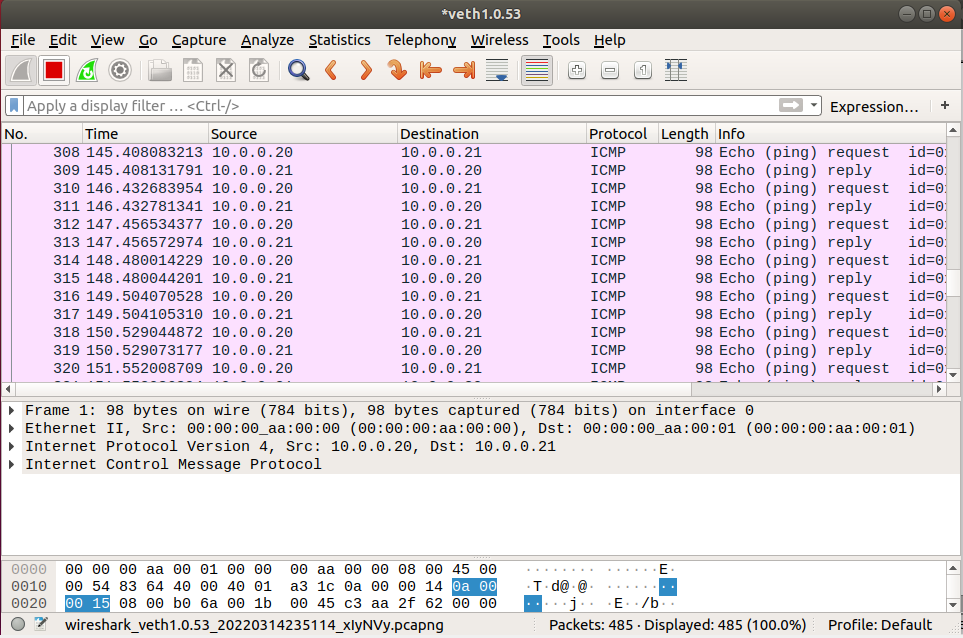 *veth1.0.53
File Edit View Go Capture Analyze Statistics Telephony Wireless Tools Help
Apply a display filter … <Ctrl-/> Expression… +
No. Time Source Destination Protocol Length Info
308 145.408083213 10.0.0.20 10.0.0.21 ICMP 98 Echo (ping) request id=0
309 145.408131791 10.0.0.21 10.0.0.20 ICMP 98 Echo (ping) reply id=0
310 146.432683954 10.0.0.20 10.0.0.21 ICMP 98 Echo (ping) request id=0
311 146.432781341 10.0.0.21 10.0.0.20 ICMP 98 Echo (ping) reply id=0
312 147.456534377 10.0.0.20 10.0.0.21 ICMP 98 Echo (ping) request id=0
313 147.456572974 10.0.0.21 10.0.0.20 ICMP 98 Echo (ping) reply id=0
314 148.480014229 10.0.0.20 10.0.0.21 ICMP 98 Echo (ping) request id=0
315 148.480044201 10.0.0.21 10.0.0.20 ICMP 98 Echo (ping) reply id=0
316 149.504070528 10.0.0.20 10.0.0.21 ICMP 98 Echo (ping) request id=0
317 149.504105310 10.0.0.21 10.0.0.20 ICMP 98 Echo (ping) reply id=0
318 150.529044872 10.0.0.20 10.0.0.21 ICMP 98 Echo (ping) request id=0
319 150.529073177 10.0.0.21 10.0.0.20 ICMP 98 Echo (ping) reply id=0
320 151.552008709 10.0.0.20 10.0.0.21 ICMP 98 Echo (ping) request id=0
Frame 1: 98 bytes on wire (784 bits), 98 bytes captured (784 bits) on interface 0
Ethernet II, Src: 00:00:00_aa:00:00 (00:00:00:aa:00:00), Dst: 00:00:00_aa:00:01 (00:00:00:aa:00:01)
Internet Protocol Version 4, Src: 10.0.0.20, Dst: 10.0.0.21
Internet Control Message Protocol
0000 00 00 00 aa 00 01 00 00 00 aa 00 00 08 00 45 00 ········ ······E·
0010 00 54 83 64 40 00 40 01 a3 1c 0a 00 00 14 0a 00 ·T·d@·@· ········
0020 00 15 08 00 b0 6a 00 1b 00 45 c3 aa 2f 62 00 00 ·····j·· ·E··/b··
wireshark_veth1.0.53_20220314235114_xIyNVy.pcapng Packets: 485 · Displayed: 485 (100.0%) Profile: Default